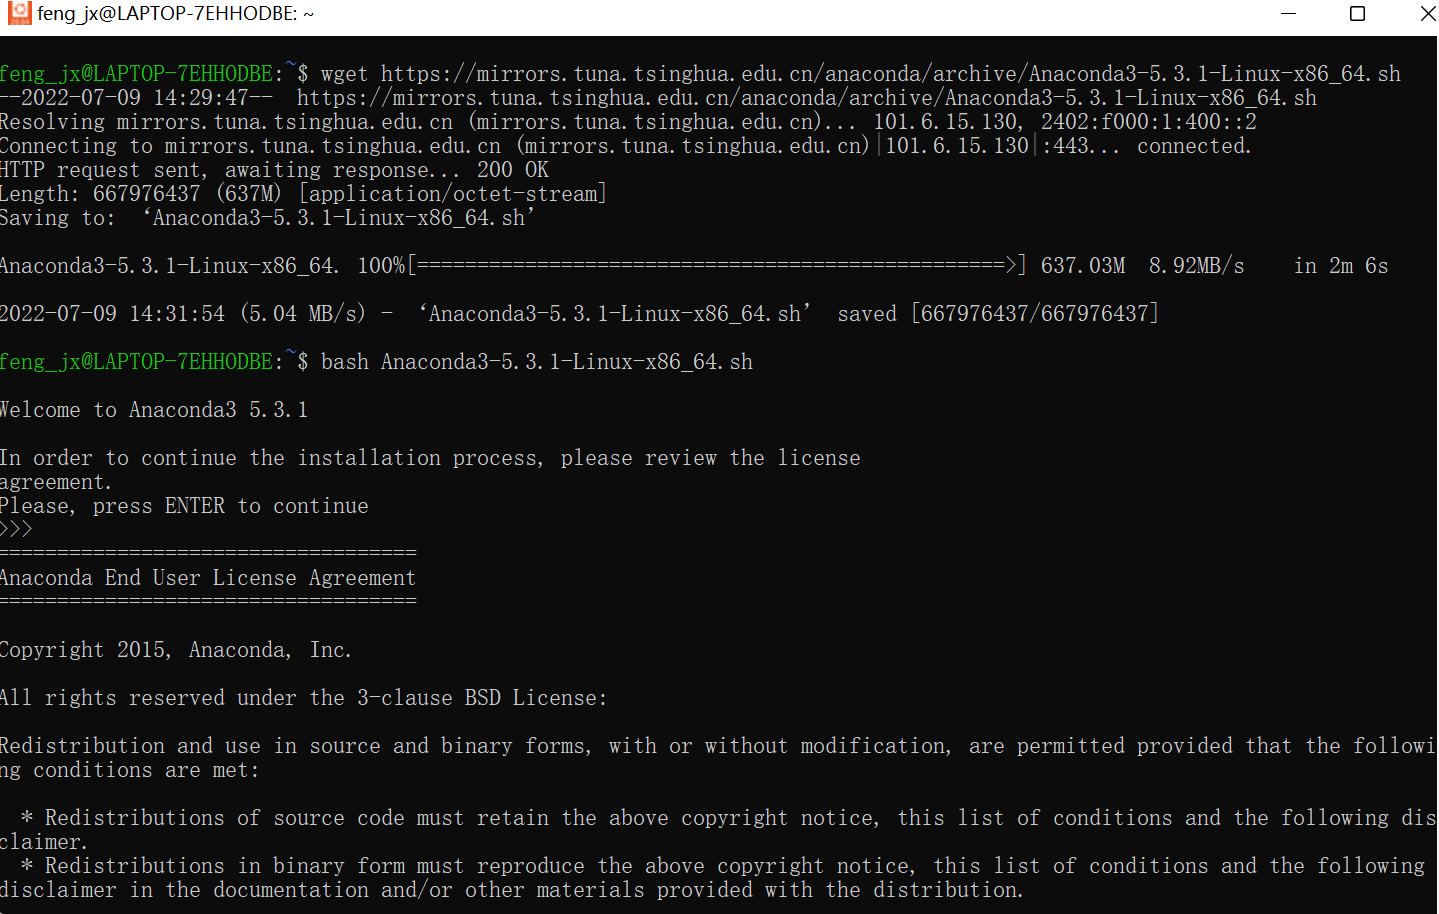 feng_jx@LAPTOP-7EHHODBE: ~
feng_jx@LAPTOP-7EHHODBE:~$ wget https://mirrors.tuna.tsinghua.edu.cn/anaconda/archive/Anaconda3-5.3.1-Linux-x86_64.sh
--2022-07-09 14:29:47--  https://mirrors.tuna.tsinghua.edu.cn/anaconda/archive/Anaconda3-5.3.1-Linux-x86_64.sh
Resolving mirrors.tuna.tsinghua.edu.cn (mirrors.tuna.tsinghua.edu.cn)... 101.6.15.130, 2402:f000:1:400::2
Connecting to mirrors.tuna.tsinghua.edu.cn (mirrors.tuna.tsinghua.edu.cn)|101.6.15.130|:443... connected.
HTTP request sent, awaiting response... 200 OK
Length: 667976437 (637M) [application/octet-stream]
Saving to: ‘Anaconda3-5.3.1-Linux-x86_64.sh’
Anaconda3-5.3.1-Linux-x86_64. 100%[=================================================>] 637.03M  8.92MB/s    in 2m 6s
2022-07-09 14:31:54 (5.04 MB/s) - ‘Anaconda3-5.3.1-Linux-x86_64.sh’ saved [667976437/667976437]
feng_jx@LAPTOP-7EHHODBE:~$ bash Anaconda3-5.3.1-Linux-x86_64.sh
Welcome to Anaconda3 5.3.1
In order to continue the installation process, please review the license
agreement.
Please, press ENTER to continue
>>>
===================================
Anaconda End User License Agreement
===================================
Copyright 2015, Anaconda, Inc.
All rights reserved under the 3-clause BSD License:
Redistribution and use in source and binary forms, with or without modification, are permitted provided that the followi
ng conditions are met:
  * Redistributions of source code must retain the above copyright notice, this list of conditions and the following dis
claimer.
  * Redistributions in binary form must reproduce the above copyright notice, this list of conditions and the following
disclaimer in the documentation and/or other materials provided with the distribution.